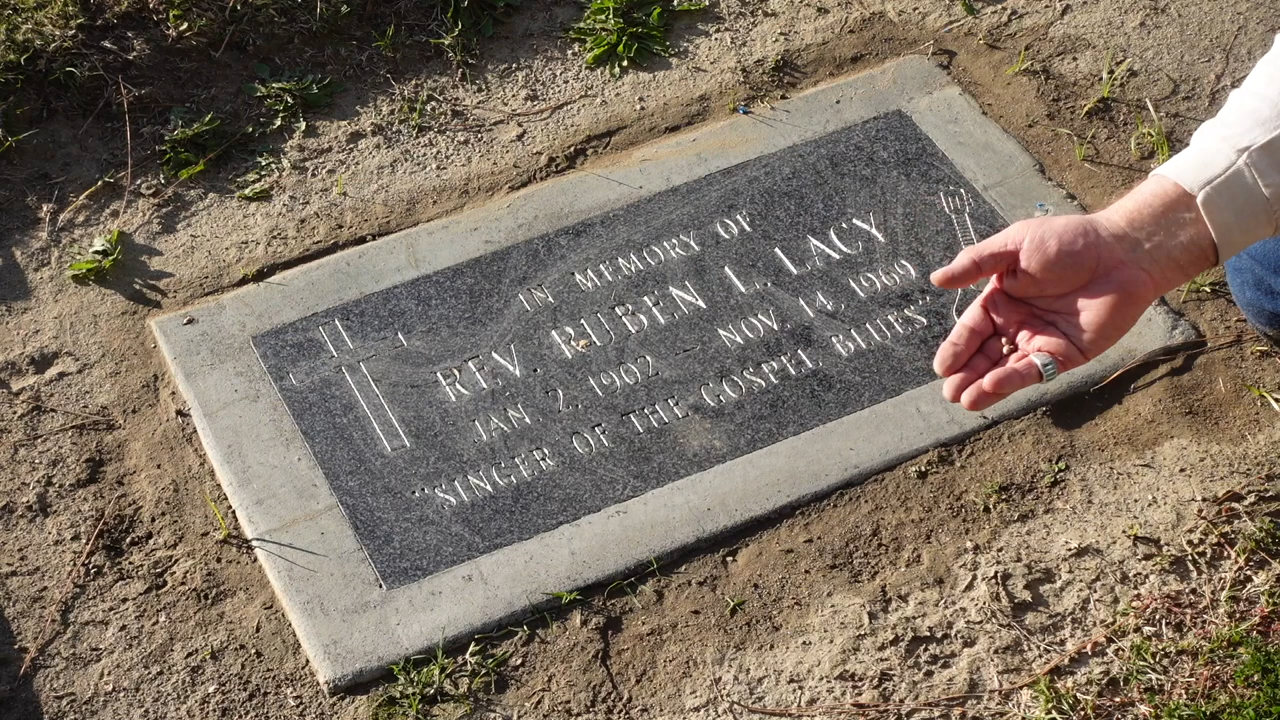 IN MEMORY OF
REV. RUBEN L. LACY
JAN. 2, 1902 — NOV. 14, 1969
"SINGER OF THE GOSPEL BLUES"